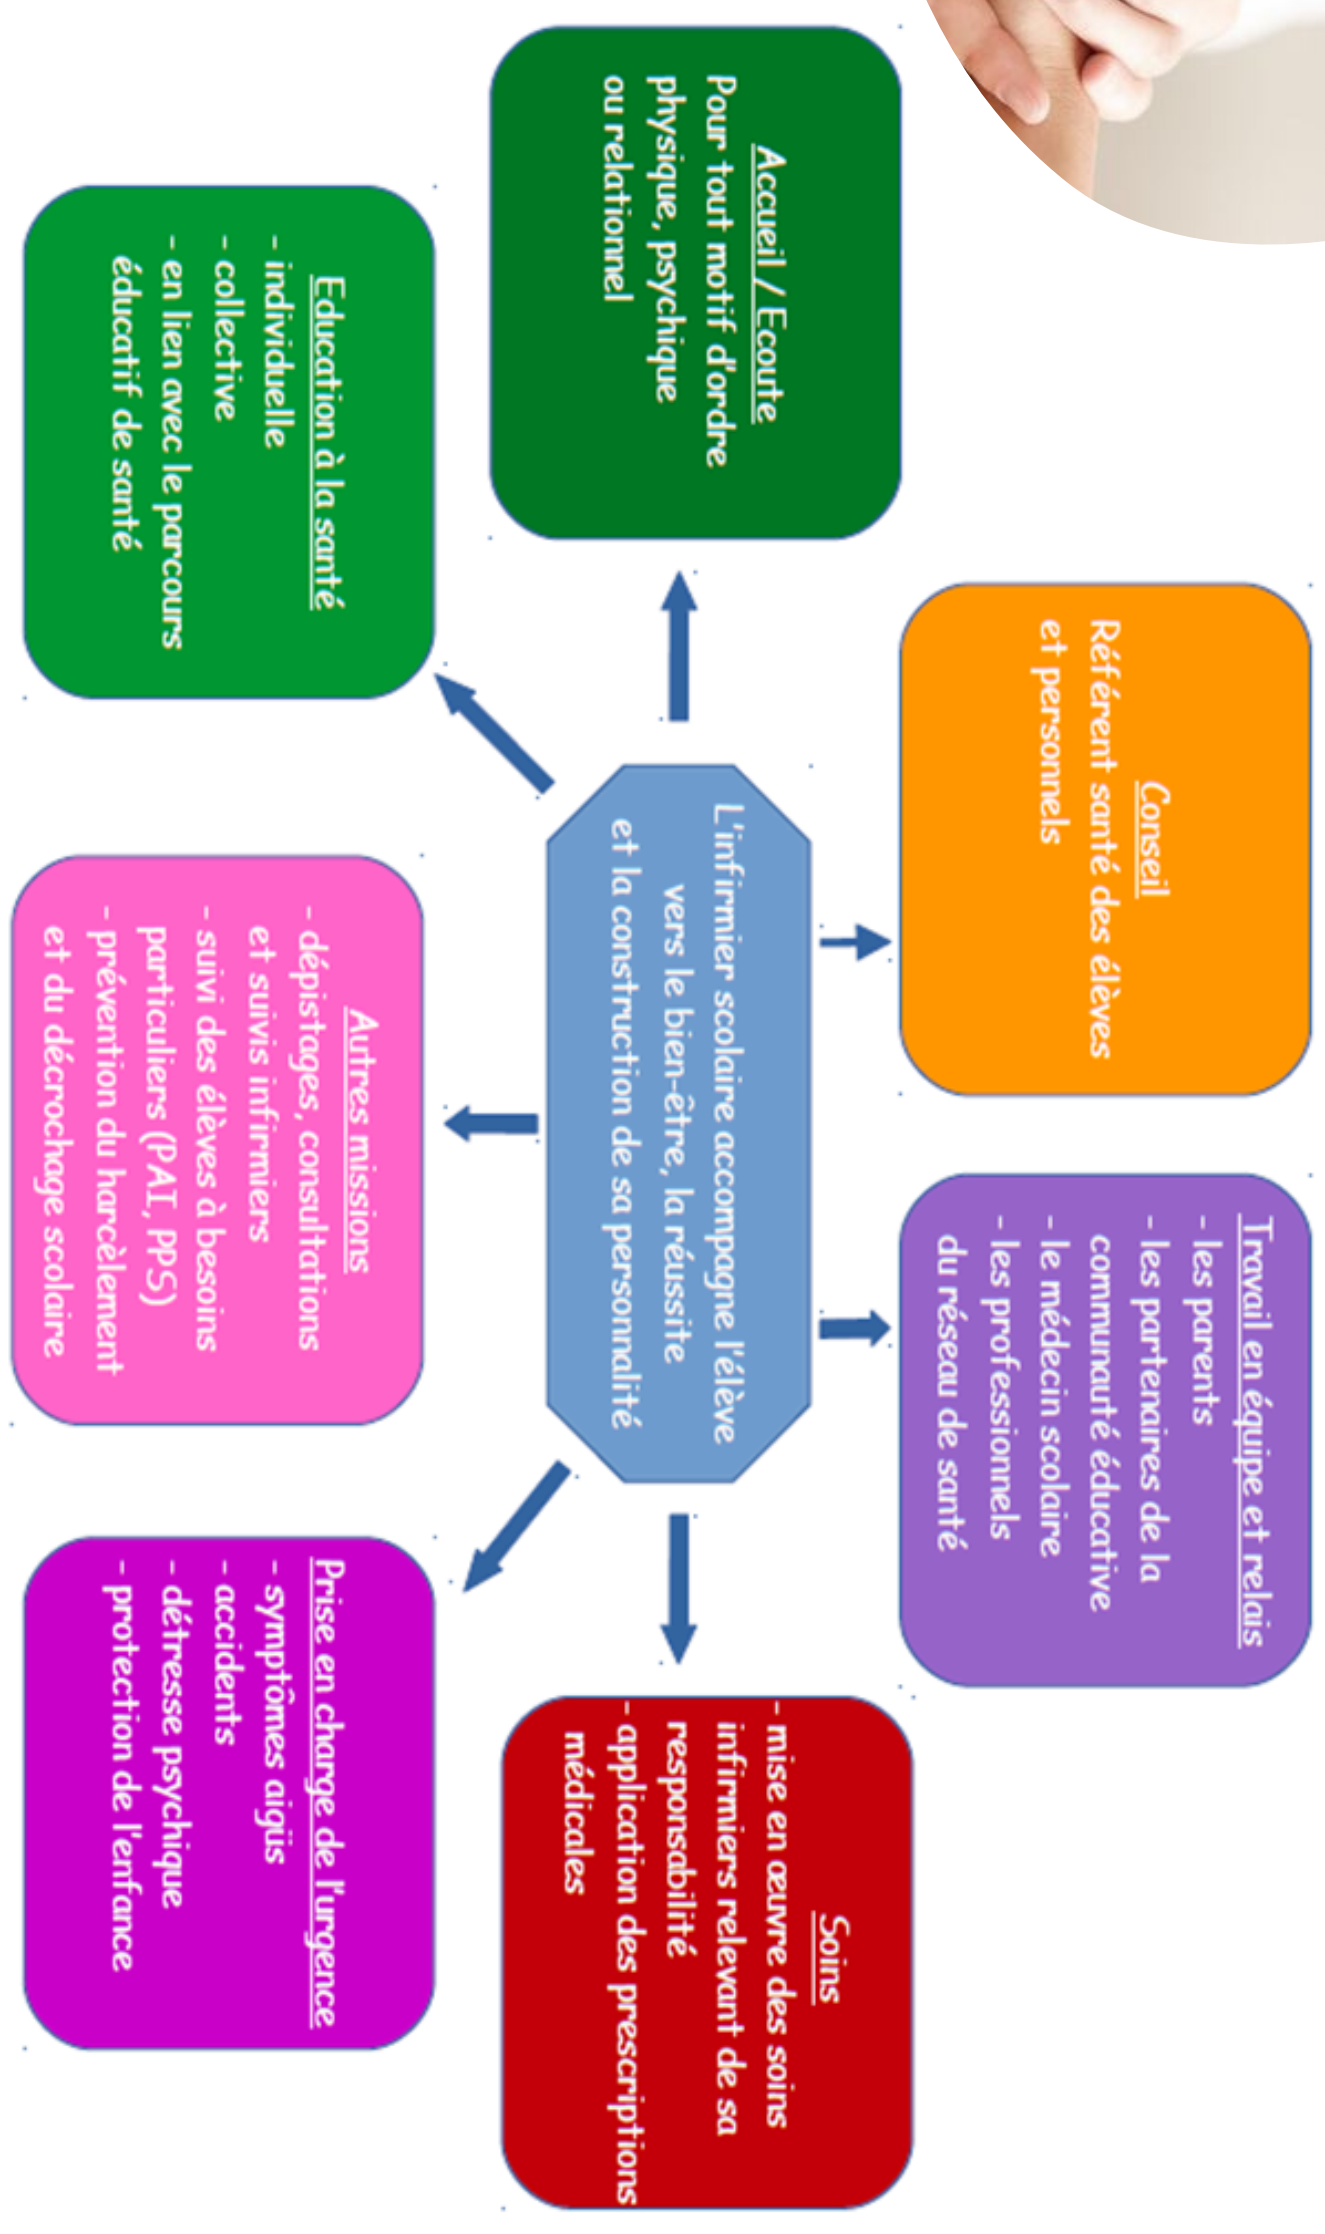 Conseil
Référent santé des élèves
et personnels
Travail en équipe et relais
- les parents
- les partenaires de la
communauté éducative
- le médecin scolaire
- les professionnels
du réseau de santé
Accueil / Ecoute
Pour tout motif d'ordre
physique, psychique
ou relationnel
L'infirmier scolaire accompagne l'élève
vers le bien-être, la réussite
et la construction de sa personnalité
Soins
- mise en œuvre des soins
infirmiers relevant de sa
responsabilité
- application des prescriptions
médicales
Education à la santé
- individuelle
- collective
- en lien avec le parcours
éducatif de santé
Autres missions
- dépistages, consultations
et suivis infirmiers
- suivi des élèves à besoins
particuliers (PAI, PPS)
- prévention du harcèlement
et du décrochage scolaire
Prise en charge de l'urgence
- symptômes aigüs
- accidents
- détresse psychique
- protection de l'enfance